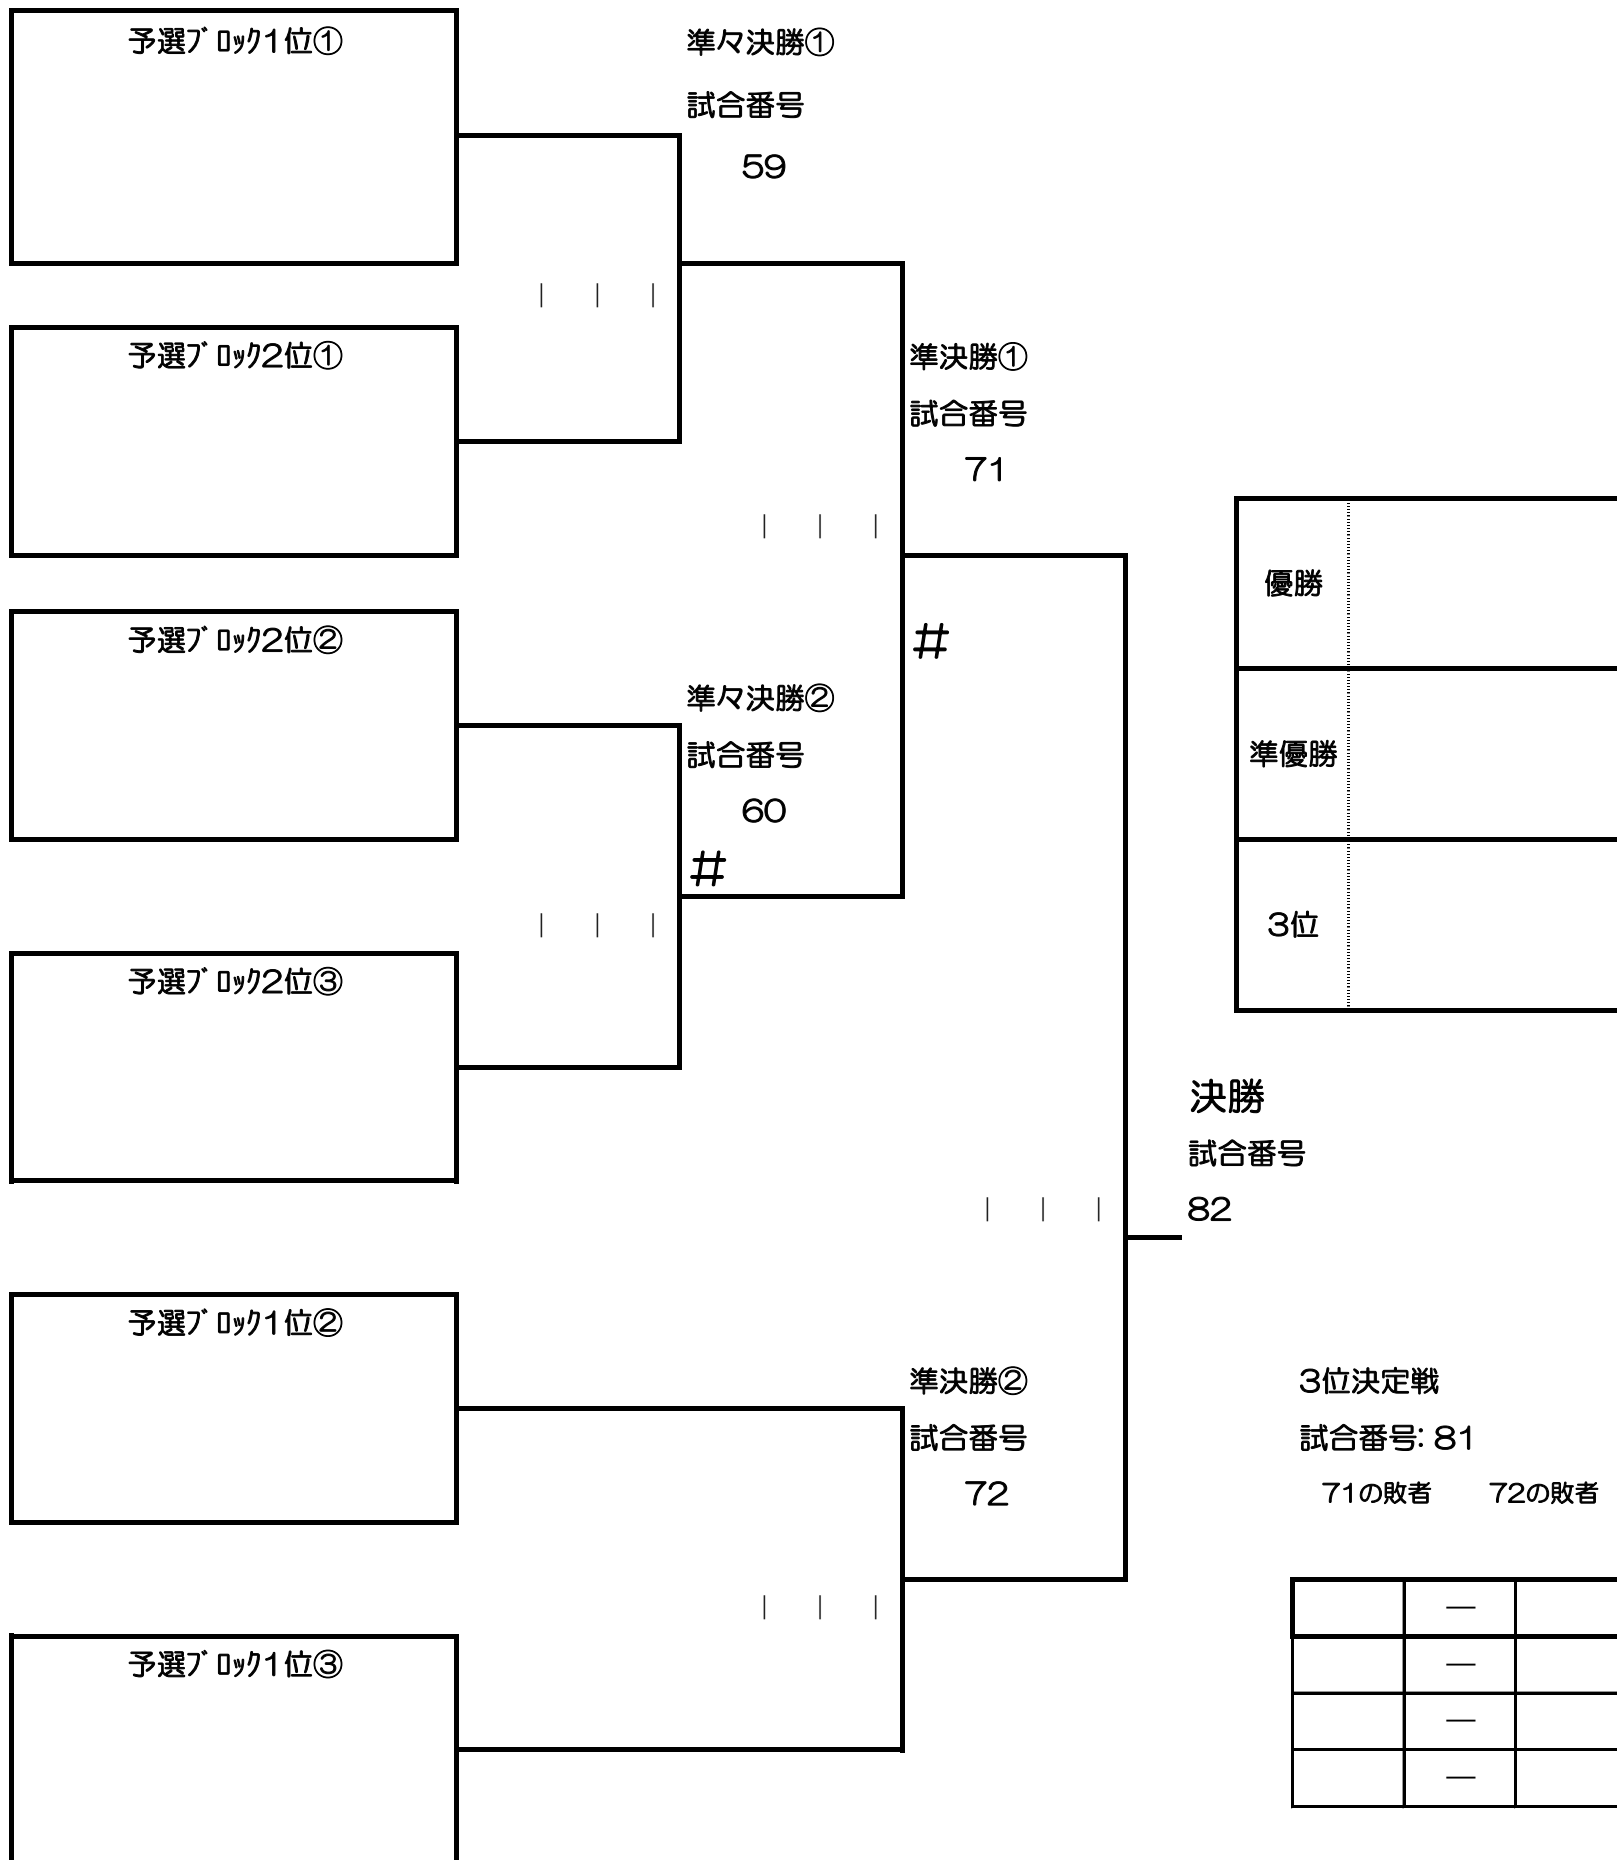 予選ﾌﾞﾛｯｸ1位①
準々決勝①
試合番号
59
予選ﾌﾞﾛｯｸ2位①
準決勝①
試合番号
71
優勝
予選ﾌﾞﾛｯｸ2位②
#
準々決勝②
試合番号
60
準優勝
#
3位
予選ﾌﾞﾛｯｸ2位③
決勝
試合番号
82
予選ﾌﾞﾛｯｸ1位②
準決勝②
試合番号
72
3位決定戦
試合番号: 81
71の敗者 72の敗者
―
予選ﾌﾞﾛｯｸ1位③
―
―
―